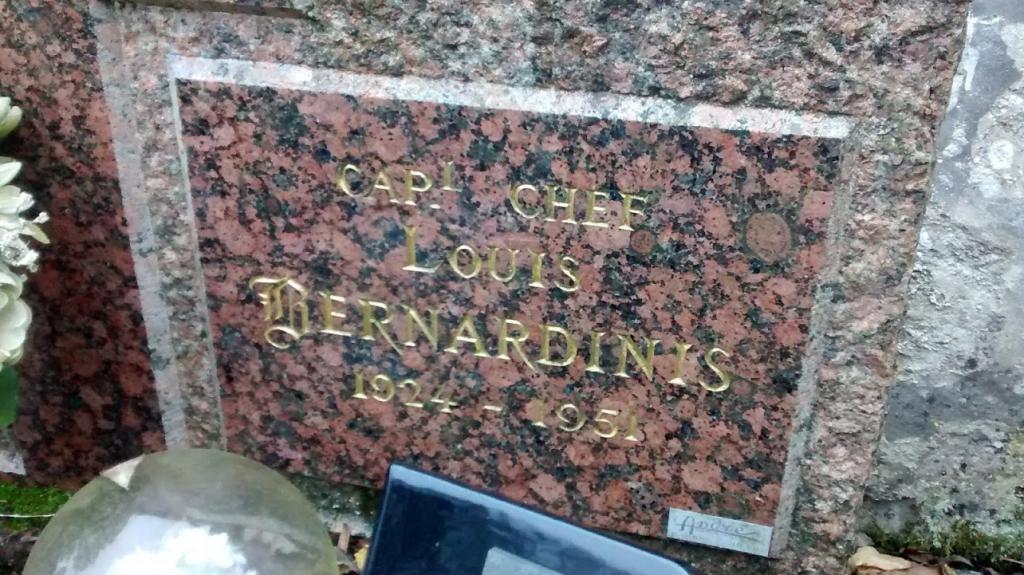 CAPL CHEF
LOUIS
BERNARDINIS
1924 - 1951